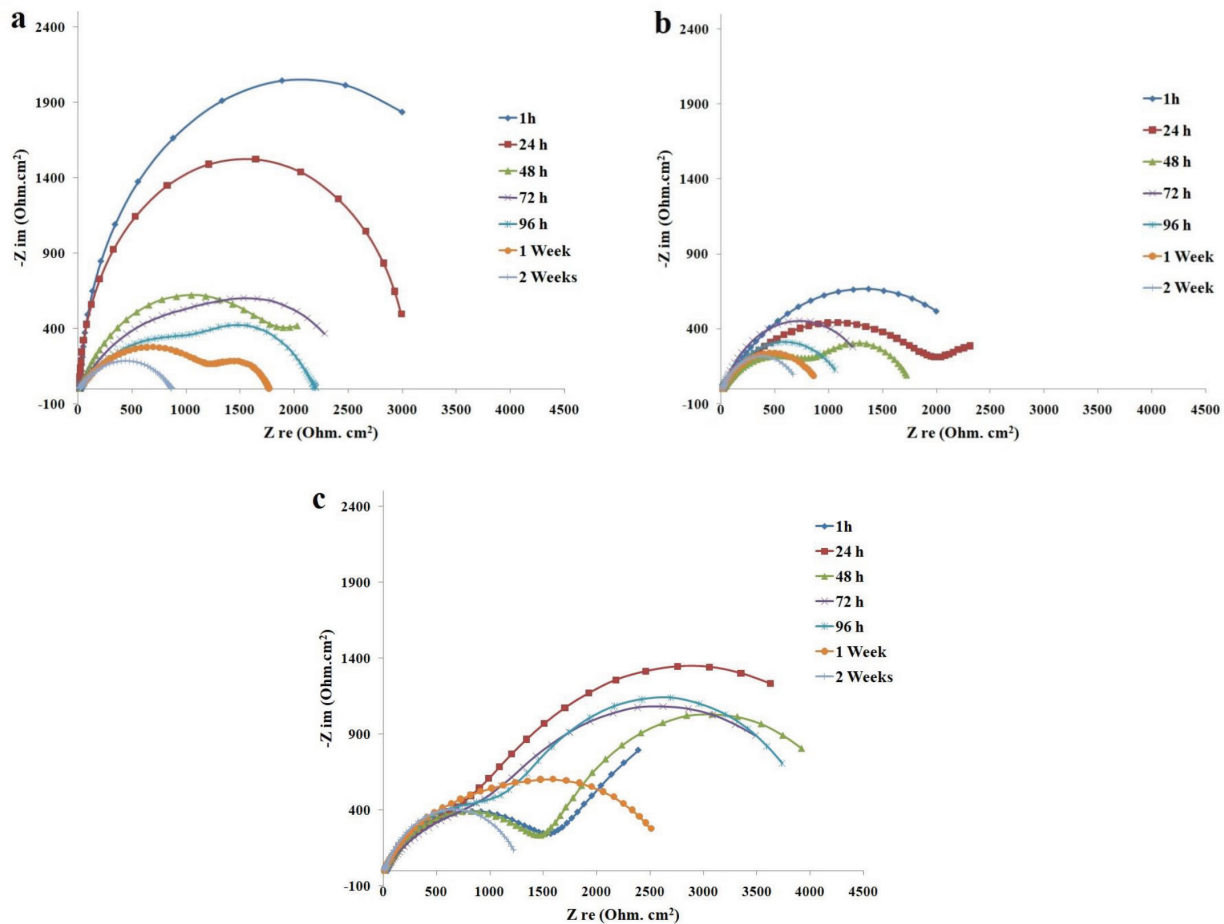 a
2400
1900
1400
900
400
-100
-Z im (Ohm.cm²)
0 500 1000 1500 2000 2500 3000 3500 4000 4500
Z re (Ohm. cm²)
1h
24 h
48 h
72 h
96 h
1 Week
2 Weeks
b
2400
1900
1400
900
400
-100
-Z im (Ohm.cm²)
0 500 1000 1500 2000 2500 3000 3500 4000 4500
Z re (Ohm. cm²)
1h
24 h
48 h
72 h
96 h
1 Week
2 Week
c
2400
1900
1400
900
400
-100
-Z im (Ohm.cm²)
0 500 1000 1500 2000 2500 3000 3500 4000 4500
Z re (Ohm. cm²)
1h
24 h
48 h
72 h
96 h
1 Week
2 Weeks